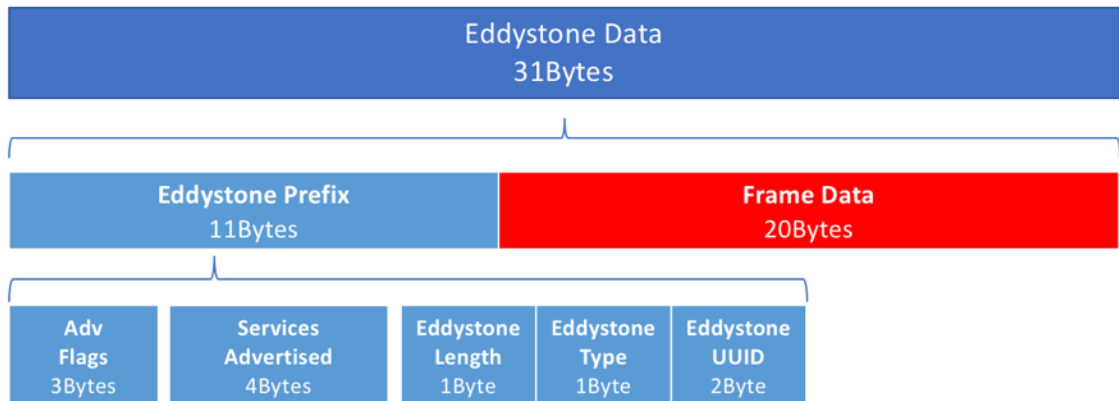 Eddystone Data
31Bytes
Eddystone Prefix
11Bytes
Frame Data
20Bytes
Adv
Flags
3Bytes
Services
Advertised
4Bytes
Eddystone
Length
1Byte
Eddystone
Type
1Byte
Eddystone
UUID
2Byte